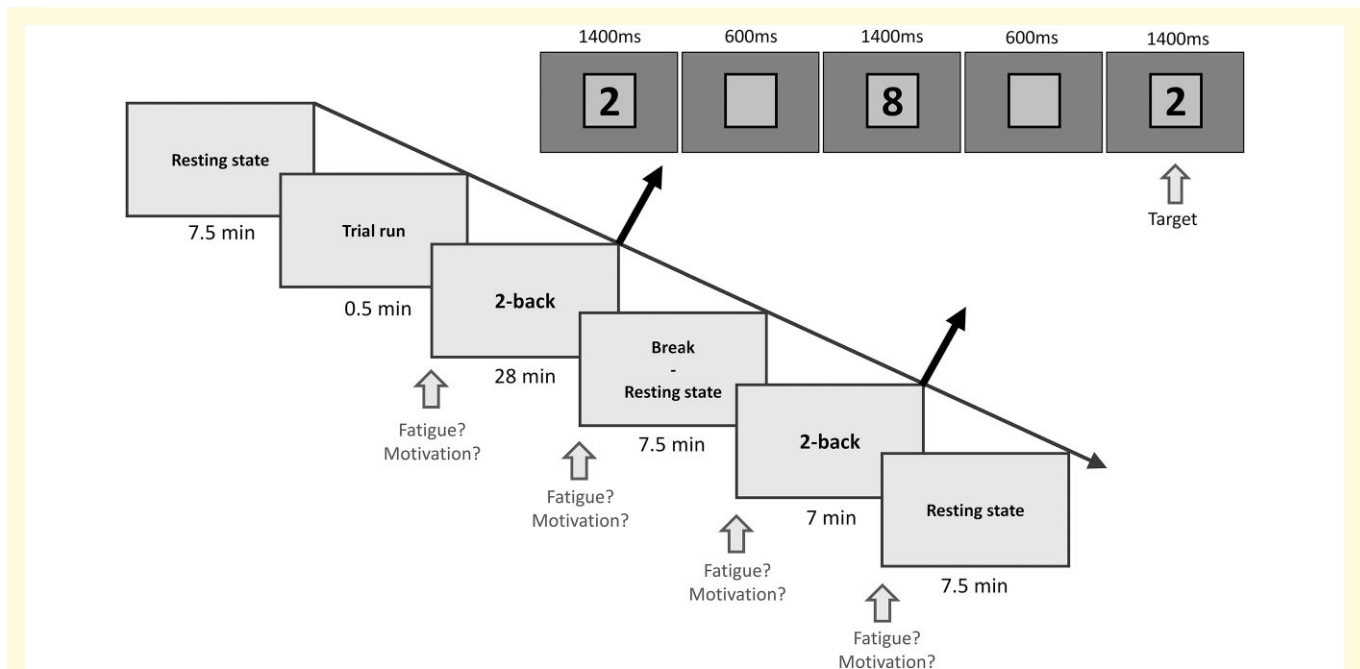 1400ms 600ms 1400ms 600ms 1400ms
2 8 2
Target
Resting state
7.5 min
Trial run
0.5 min
2-back
28 min
Fatigue?
Motivation?
Break
-
Resting state
7.5 min
Fatigue?
Motivation?
2-back
7 min
Fatigue?
Motivation?
Resting state
7.5 min
Fatigue?
Motivation?